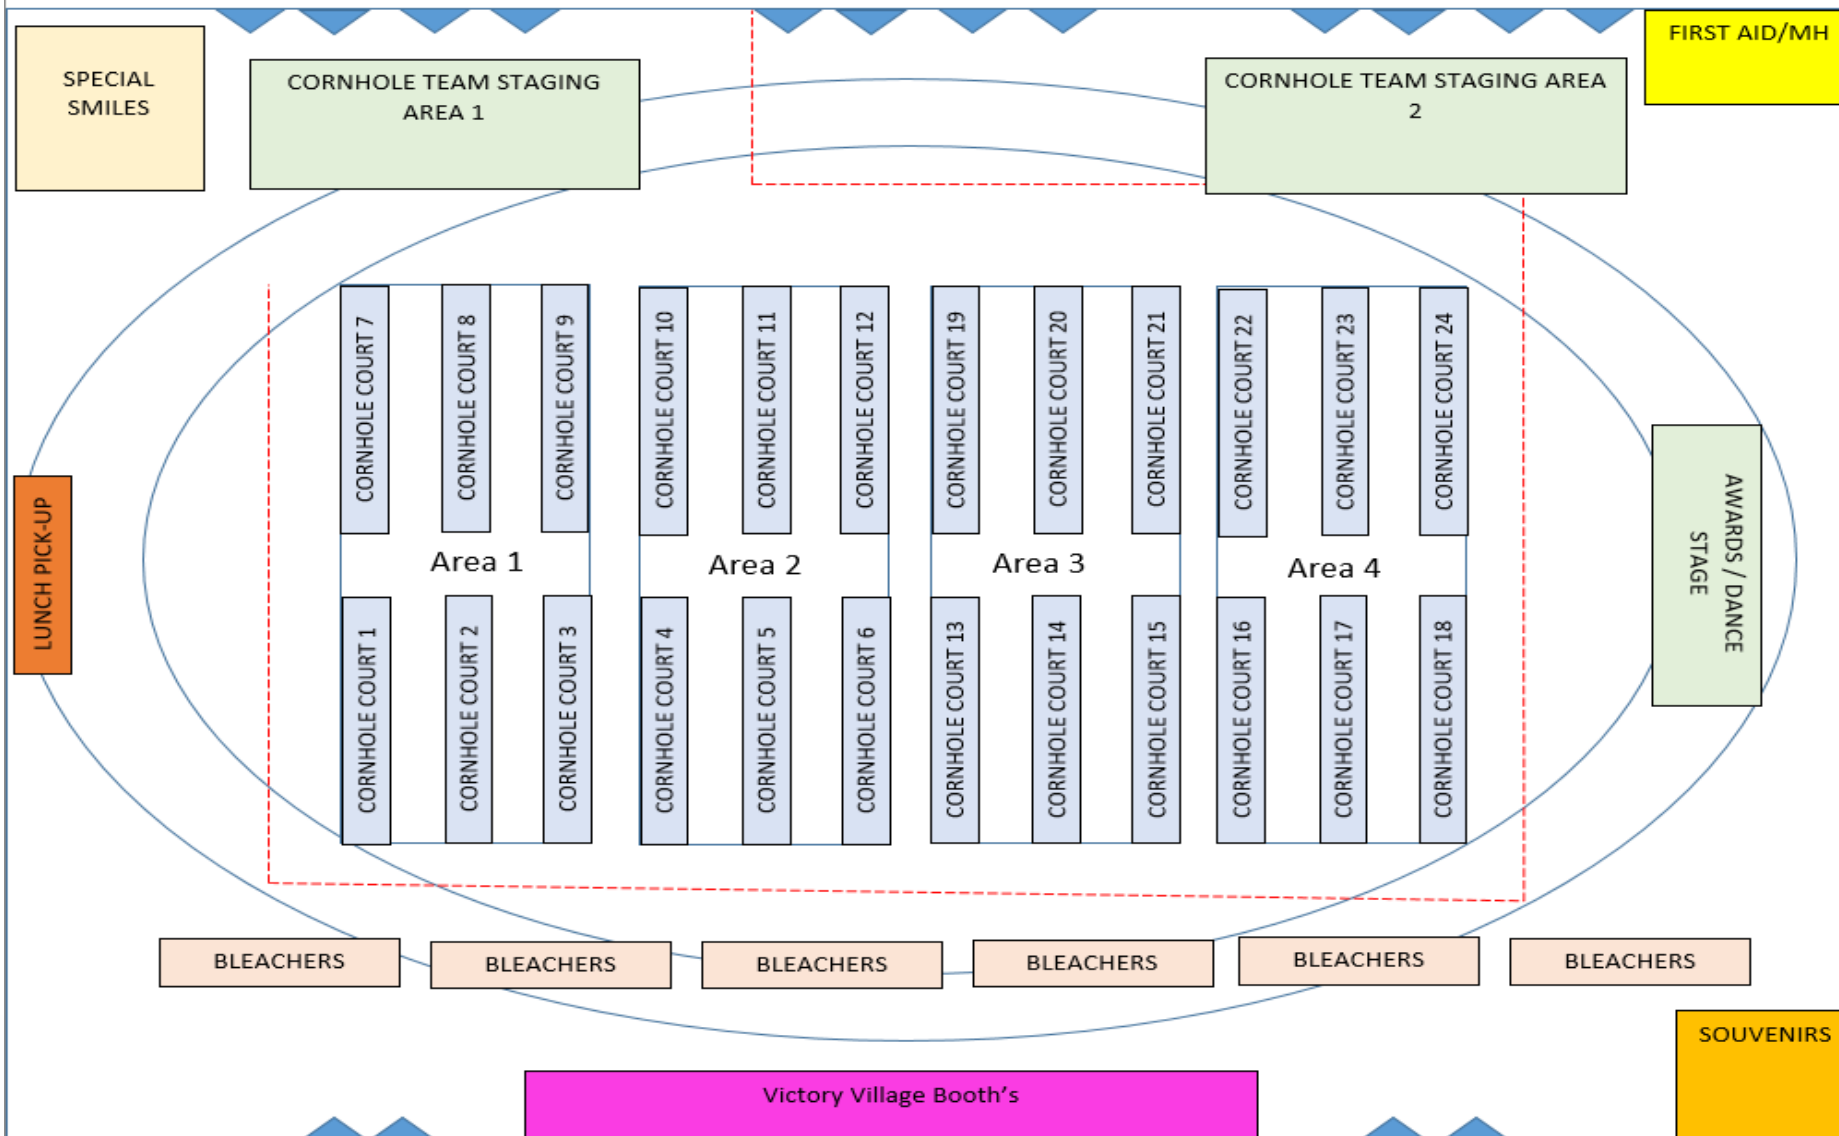 FIRST AID/MH
SPECIAL
SMILES
CORNHOLE TEAM STAGING
AREA 1
CORNHOLE TEAM STAGING AREA
2
CORNHOLE COURT 7
CORNHOLE COURT 8
CORNHOLE COURT 9
CORNHOLE COURT 10
CORNHOLE COURT 11
CORNHOLE COURT 12
CORNHOLE COURT 19
CORNHOLE COURT 20
CORNHOLE COURT 21
CORNHOLE COURT 22
CORNHOLE COURT 23
CORNHOLE COURT 24
LUNCH PICK-UP
Area 1
Area 2
Area 3
Area 4
AWARDS / DANCE
STAGE
CORNHOLE COURT 1
CORNHOLE COURT 2
CORNHOLE COURT 3
CORNHOLE COURT 4
CORNHOLE COURT 5
CORNHOLE COURT 6
CORNHOLE COURT 13
CORNHOLE COURT 14
CORNHOLE COURT 15
CORNHOLE COURT 16
CORNHOLE COURT 17
CORNHOLE COURT 18
BLEACHERS
BLEACHERS
BLEACHERS
BLEACHERS
BLEACHERS
BLEACHERS
SOUVENIRS
Victory Village Booth's